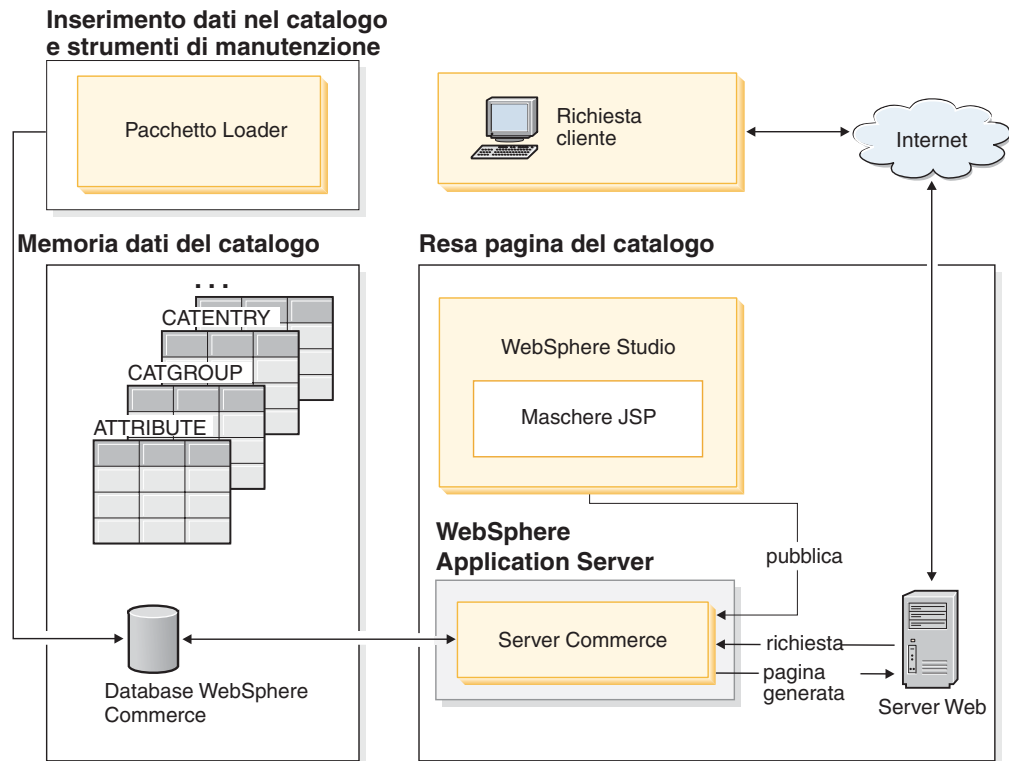 Inserimento dati nel catalogo
e strumenti di manutenzione
Pacchetto Loader
Richiesta
cliente
Internet
Memoria dati del catalogo
...
CATENTRY
CATGROUP
ATTRIBUTE
Database WebSphere
Commerce
Resa pagina del catalogo
WebSphere Studio
Maschere JSP
WebSphere
Application Server
pubblica
Server Commerce
richiesta
pagina
generata
Server Web